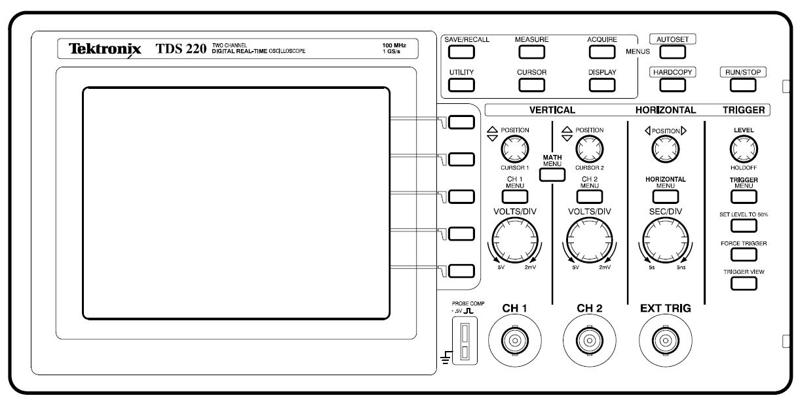 Tektronix TDS 220 TWO CHANNEL DIGITAL REAL-TIME OSCILLOSCOPE 100 MHz 1 GS/s
SAVE/RECALL MEASURE ACQUIRE AUTOSET
MENUS
UTILITY CURSOR DISPLAY HARDCOPY RUN/STOP
VERTICAL HORIZONTAL TRIGGER
POSITION POSITION POSITION LEVEL
CURSOR 1 CURSOR 2 HOLDOFF
MATH
MENU
CH 1 CH 2 HORIZONTAL TRIGGER
MENU MENU MENU MENU
VOLTS/DIV VOLTS/DIV SEC/DIV SET LEVEL TO 50%
FORCE TRIGGER
5V 2mV 5V 2mV 5s 5ns
TRIGGER VIEW
PROBE COMP
CH 1 CH 2 EXT TRIG